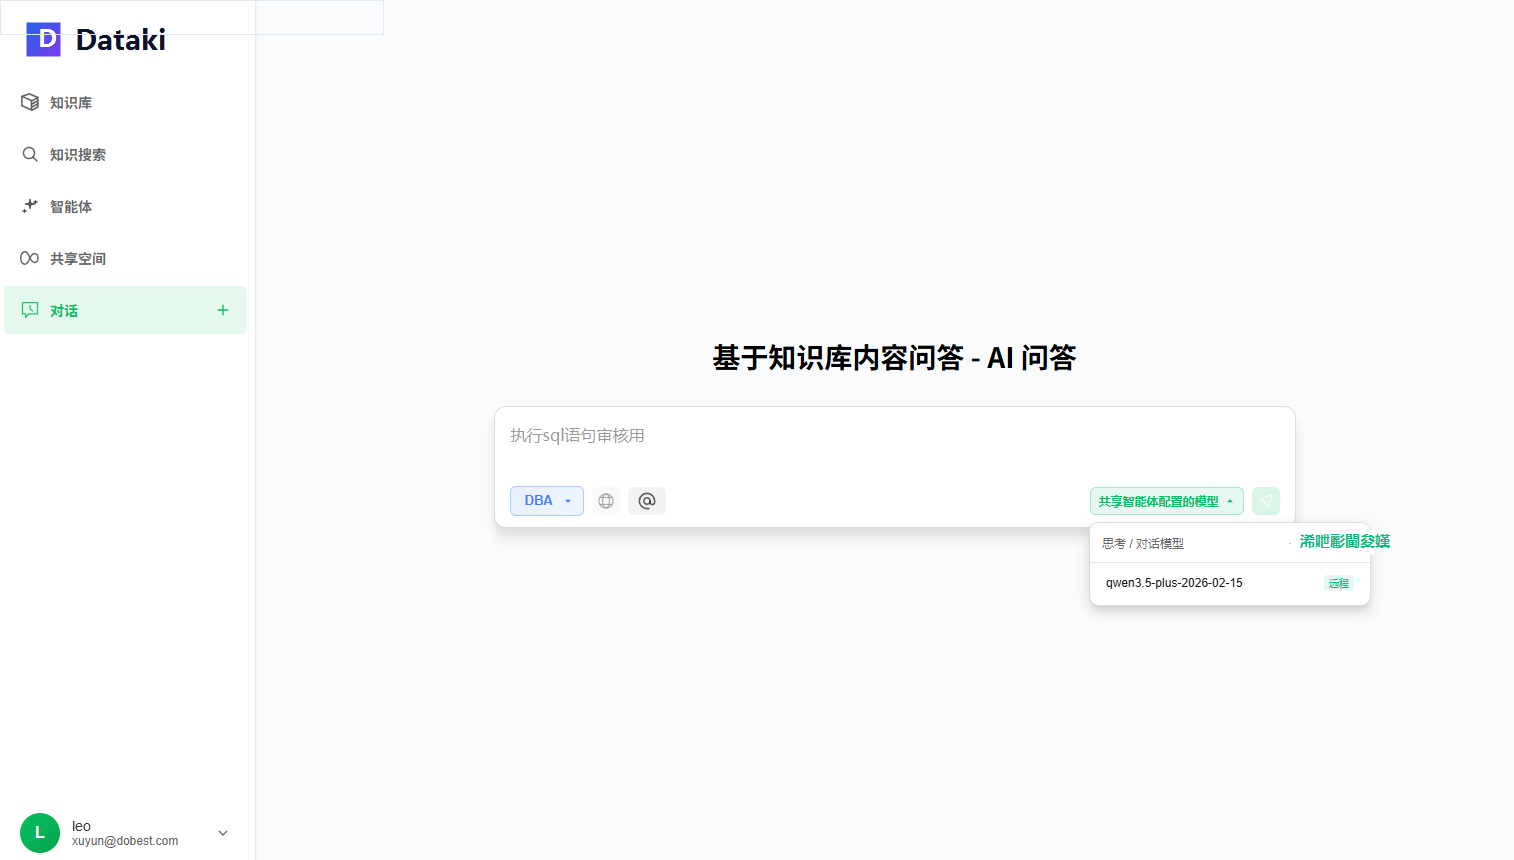 D Dataki
知识库
知识搜索
智能体
共享空间
对话
基于知识库内容问答 - AI 问答
执行sql语句审核用
DBA
共享智能体配置的模型
思考 / 对话模型
qwen3.5-plus-2026-02-15
远程
L
leo
xuyun@dobest.com